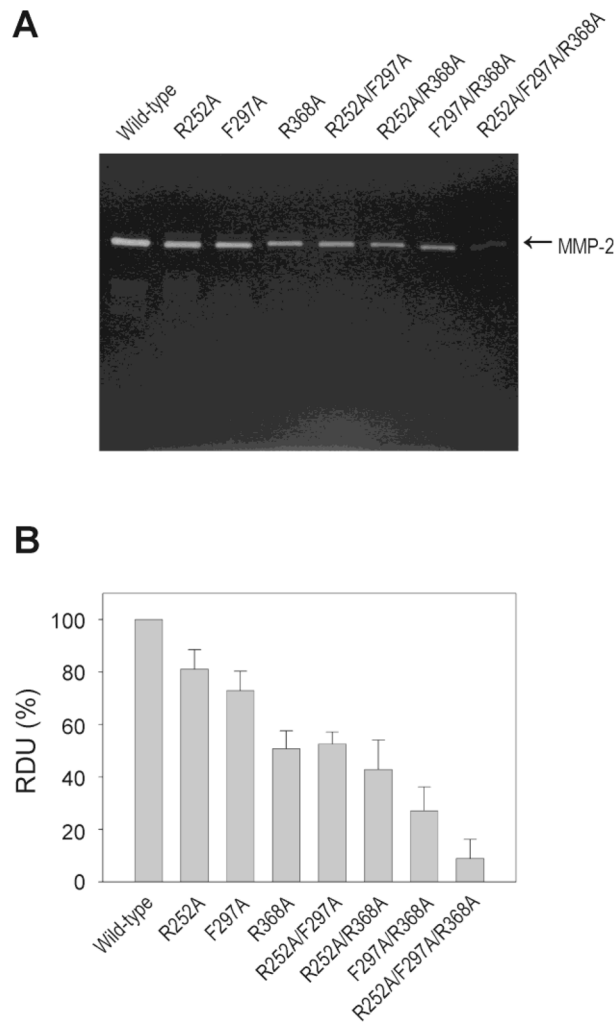 A
Wild-type
R252A
F297A
R368A
R252A/F297A
R252A/R368A
F297A/R368A
R252A/F297A/R368A
MMP-2
B
RDU (%)
100
80
60
40
20
0
Wild-type
R252A
F297A
R368A
R252A/F297A
R252A/R368A
F297A/R368A
R252A/F297A/R368A